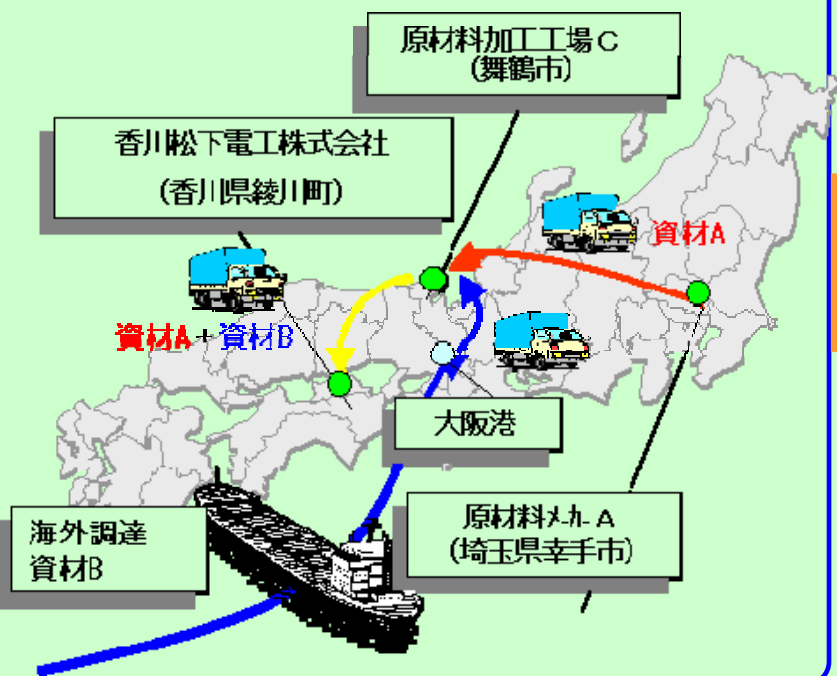 原材料加工工場C
(舞鶴市)
香川松下電工株式会社
(香川県綾川町)
資材A
資材A+資材B
大阪港
海外調達
資材B
原材料ﾒｰｶｰA
(埼玉県幸手市)